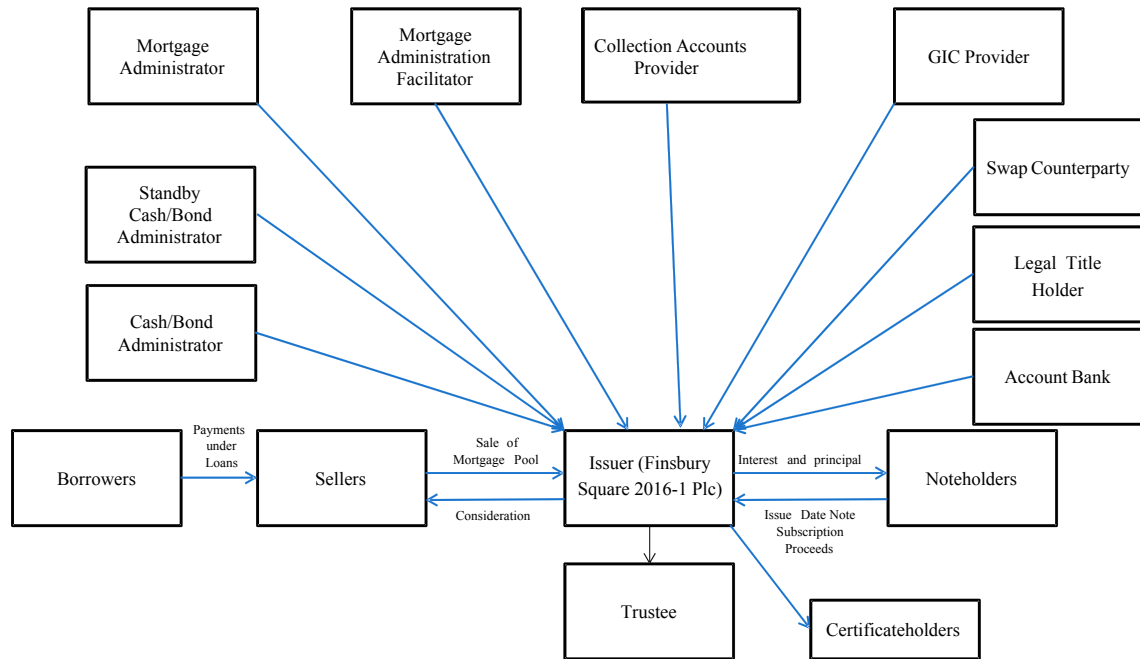 Mortgage
Administrator
Mortgage
Administration
Facilitator
Collection Accounts
Provider
GIC Provider
Swap Counterparty
Standby
Cash/Bond
Administrator
Legal Title
Holder
Cash/Bond
Administrator
Account Bank
Borrowers
Payments
under
Loans
Sellers
Sale of
Mortgage Pool
Consideration
Issuer (Finsbury
Square 2016-1 Plc)
Interest and principal
Issue Date Note
Subscription
Proceeds
Noteholders
Trustee
Certificateholders